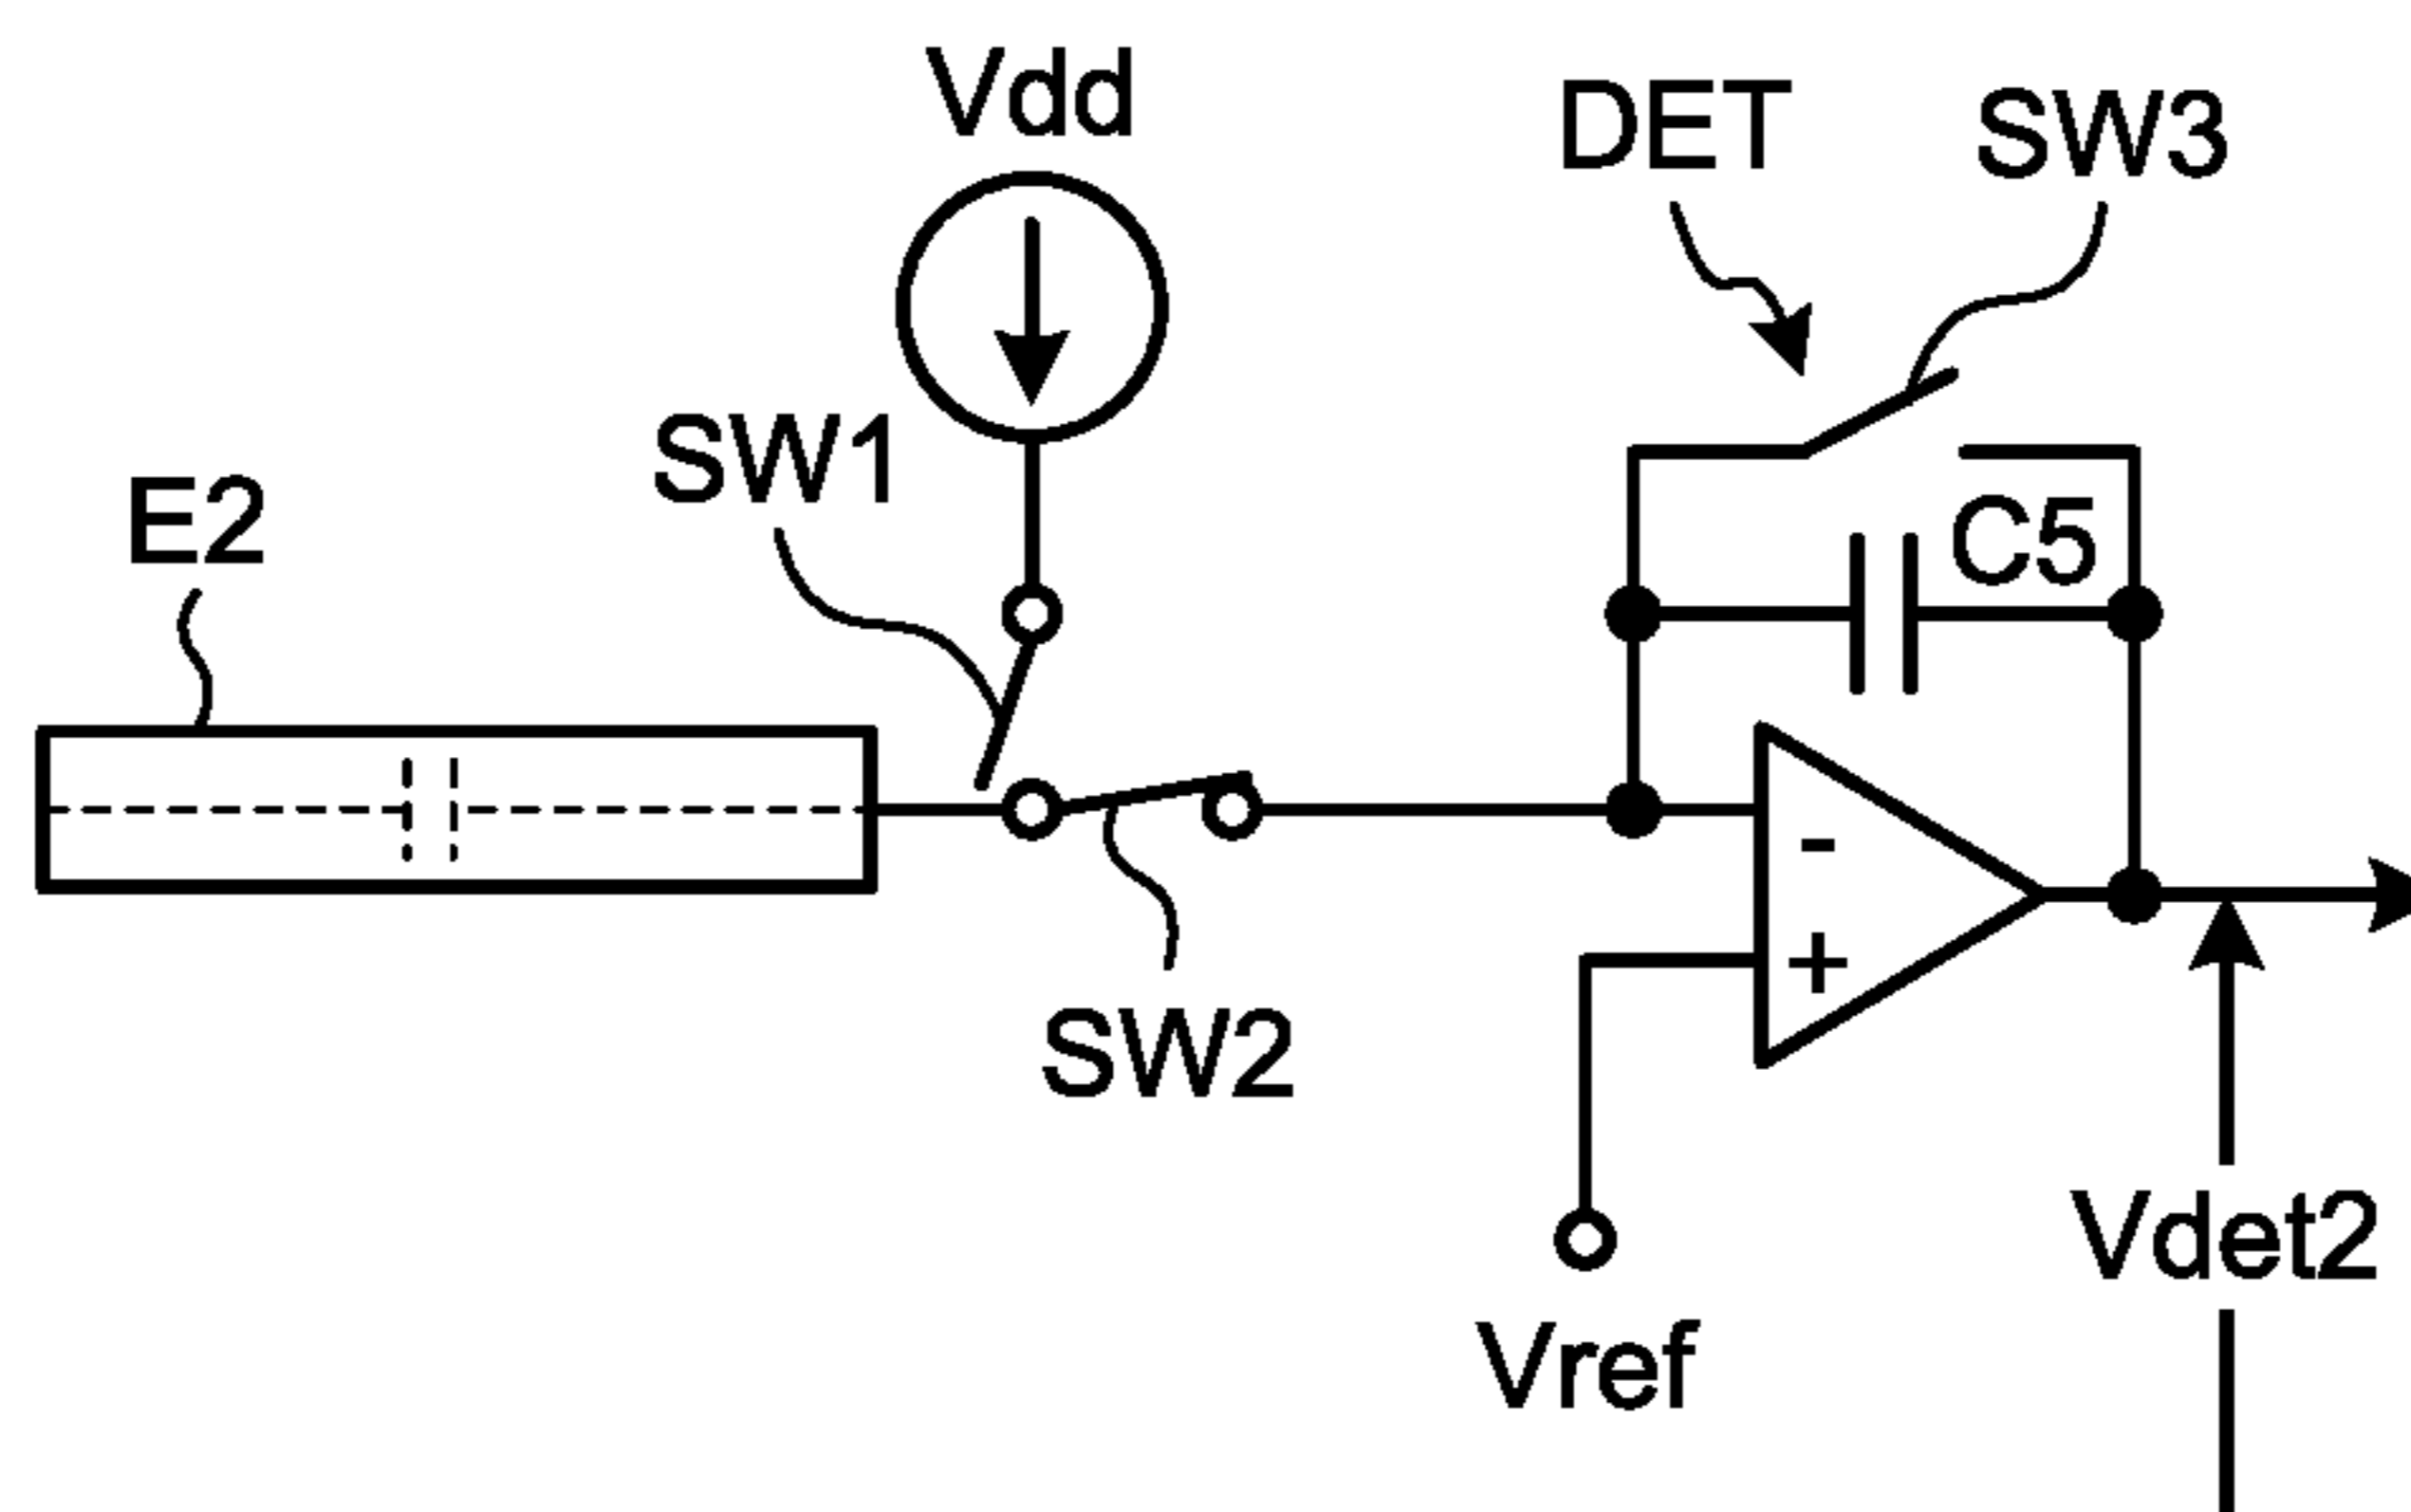 Vdd
DET
SW3
SW1
E2
C5
-
+
SW2
Vdet2
Vref